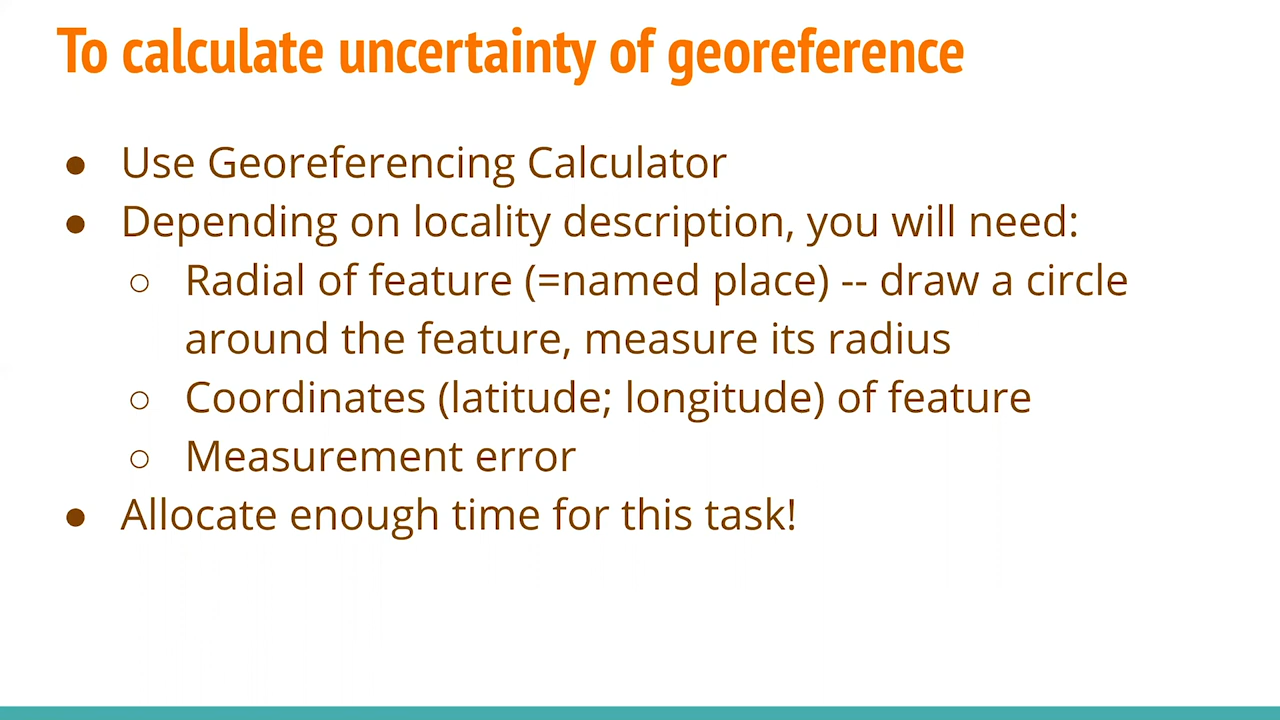 To calculate uncertainty of georeference
● Use Georeferencing Calculator
● Depending on locality description, you will need:
○ Radial of feature (=named place) -- draw a circle
around the feature, measure its radius
○ Coordinates (latitude; longitude) of feature
○ Measurement error
● Allocate enough time for this task!